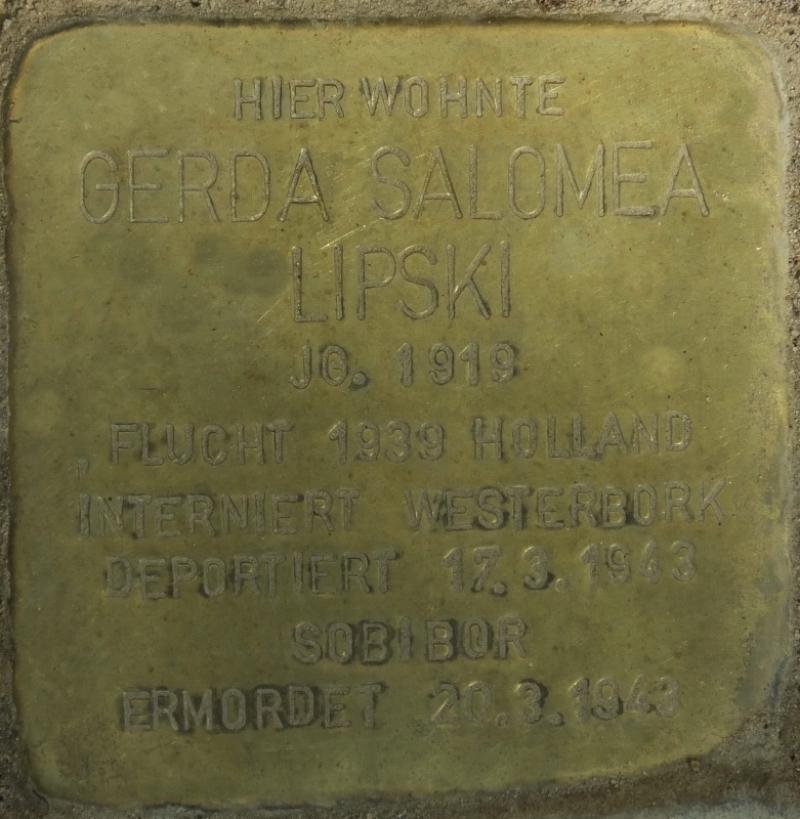 HIER WOHNTE
GERDA SALOMEA
LIPSKI
JG. 1919
FLUCHT 1939 HOLLAND
INTERNIERT WESTERBORK
DEPORTIERT 17.3.1943
SOBIBOR
ERMORDET 20.3.1943